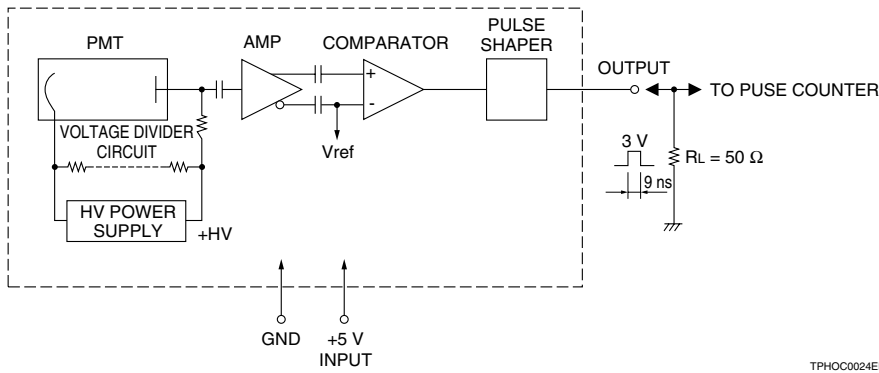 PMT
AMP
COMPARATOR
PULSE
SHAPER
OUTPUT
TO PUSE COUNTER
+
-
VOLTAGE DIVIDER
CIRCUIT
Vref
3 V
RL = 50 Ω
9 ns
HV POWER
SUPPLY
+HV
GND
+5 V
INPUT
TPHOC0024E